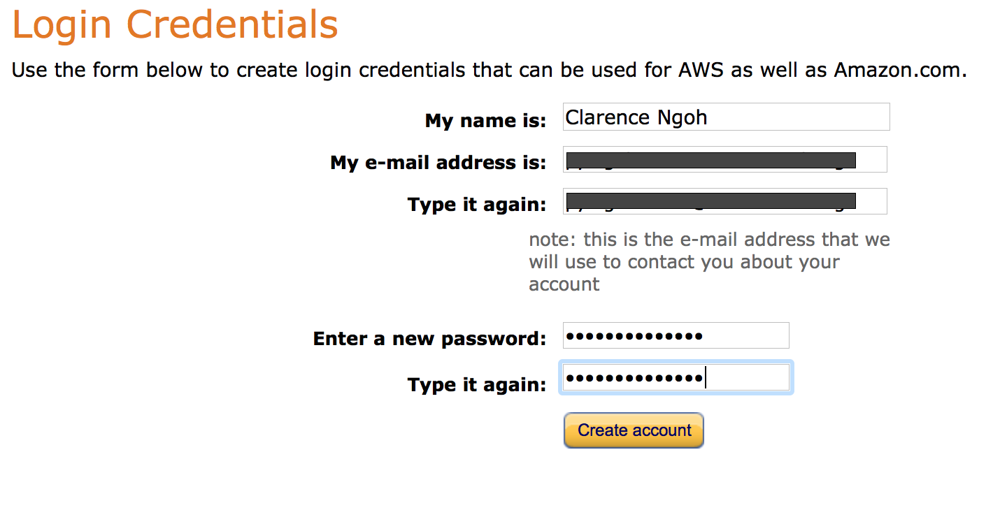 Login Credentials
Use the form below to create login credentials that can be used for AWS as well as Amazon.com.
My name is: Clarence Ngoh
My e-mail address is:
Type it again:
note: this is the e-mail address that we
will use to contact you about your
account
Enter a new password: ••••••••••••••
Type it again: ••••••••••••••
Create account